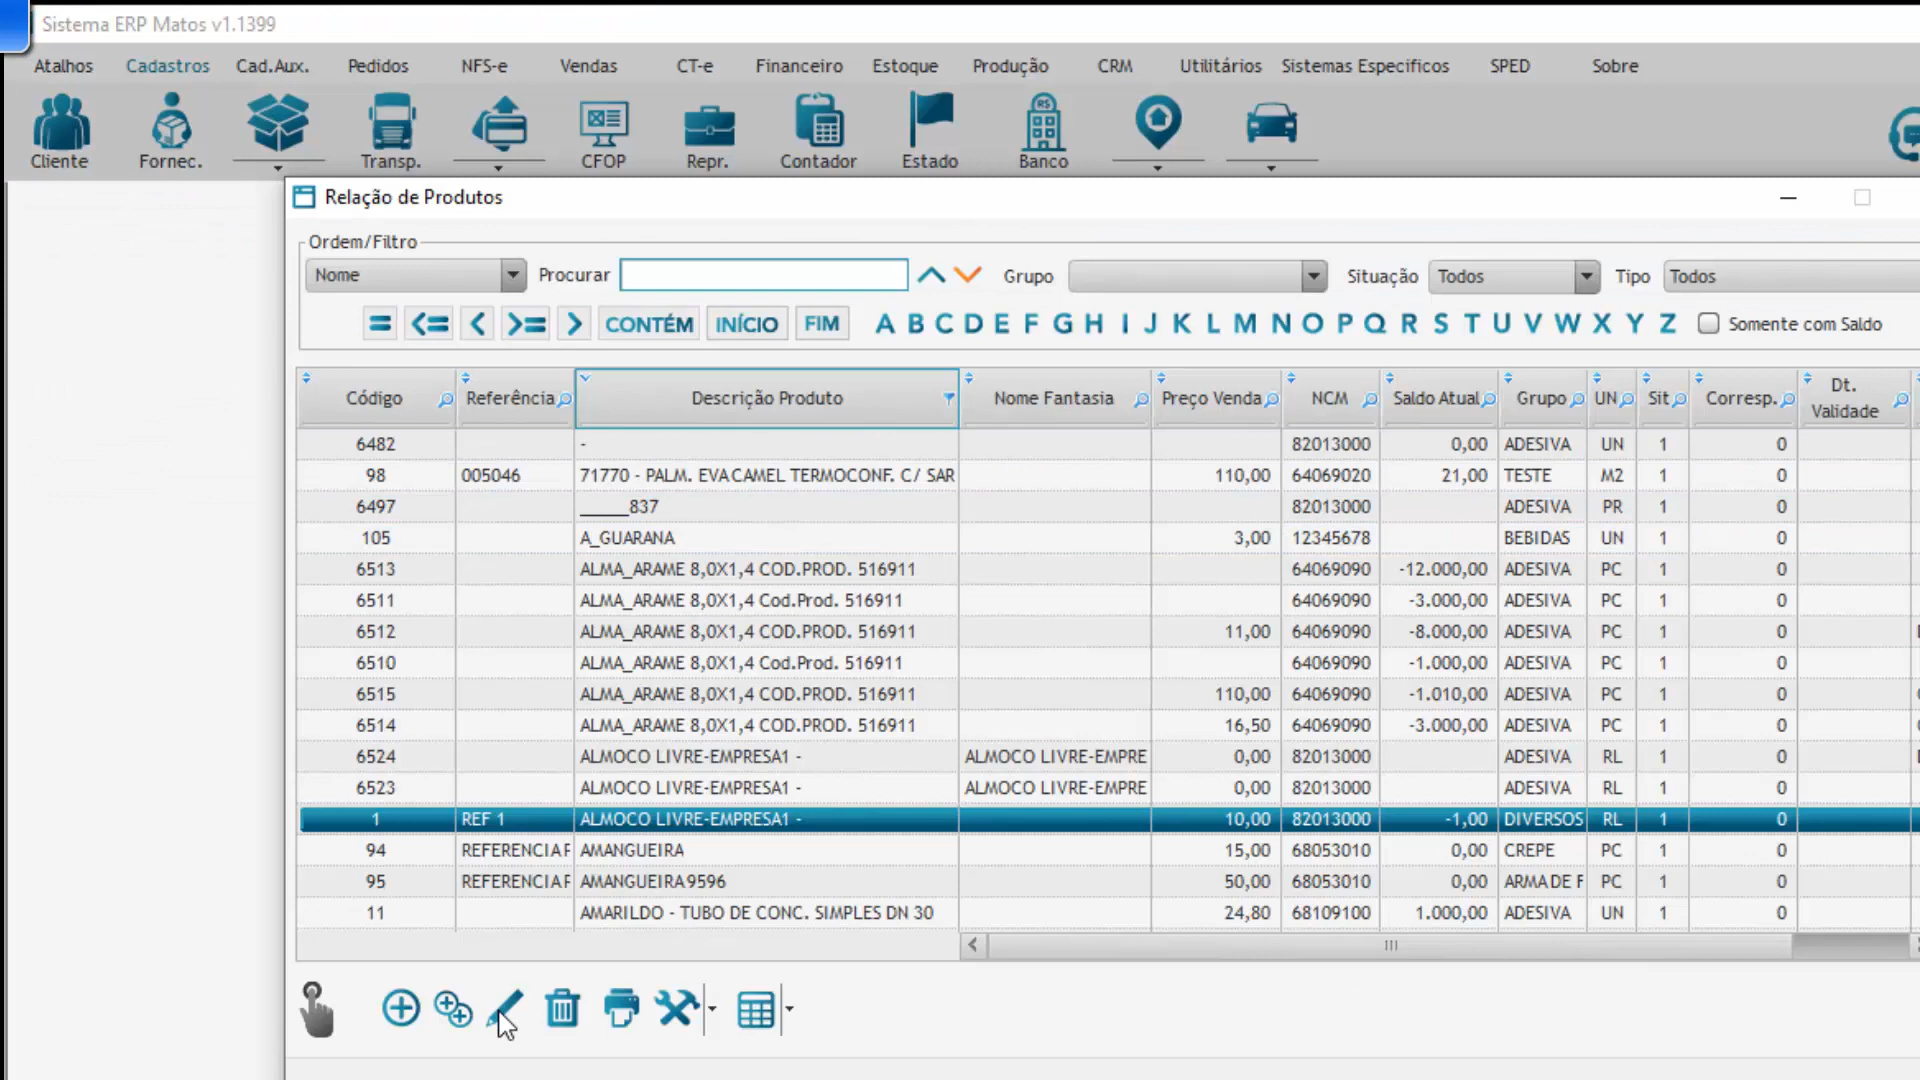 Sistema ERP Matos v1.1399
Atalhos Cadastros Cad.Aux. Pedidos NFS-e Vendas CT-e Financeiro Estoque Produção CRM Utilitários Sistemas Especificos SPED Sobre
Cliente Fornec. Transp. CFOP Repr. Contador Estado R$ Banco
Relação de Produtos
Ordem/Filtro
Nome Procurar Grupo Situação Todos Tipo Todos
= <= < >= > CONTÉM INÍCIO FIM A B C D E F G H I J K L M N O P Q R S T U V W X Y Z Somente com Saldo
Código Referência Descrição Produto Nome Fantasia Preço Venda NCM Saldo Atual Grupo UN Sit Corresp. Dt. Validade
6482 - 82013000 0,00 ADESIVA UN 1 0
98 005046 71770 - PALM. EVA CAMEL TERMOCONF. C/ SAR 110,00 64069020 21,00 TESTE M2 1 0
6497 _____837 82013000 ADESIVA PR 1 0
105 A_GUARANA 3,00 12345678 BEBIDAS UN 1 0
6513 ALMA_ARAME 8,0X1,4 COD.PROD. 516911 64069090 -12.000,00 ADESIVA PC 1 0
6511 ALMA_ARAME 8,0X1,4 Cod.Prod. 516911 64069090 -3.000,00 ADESIVA PC 1 0
6512 ALMA_ARAME 8,0X1,4 COD.PROD. 516911 11,00 64069090 -8.000,00 ADESIVA PC 1 0
6510 ALMA_ARAME 8,0X1,4 Cod.Prod. 516911 64069090 -1.000,00 ADESIVA PC 1 0
6515 ALMA_ARAME 8,0X1,4 COD.PROD. 516911 110,00 64069090 -1.010,00 ADESIVA PC 1 0
6514 ALMA_ARAME 8,0X1,4 COD.PROD. 516911 16,50 64069090 -3.000,00 ADESIVA PC 1 0
6524 ALMOCO LIVRE-EMPRESA1 - ALMOCO LIVRE-EMPRE 0,00 82013000 ADESIVA RL 1 0
6523 ALMOCO LIVRE-EMPRESA1 - ALMOCO LIVRE-EMPRE 0,00 82013000 ADESIVA RL 1 0
1 REF 1 ALMOCO LIVRE-EMPRESA1 - 10,00 82013000 -1,00 DIVERSOS RL 1 0
94 REFERENCIA F AMANGUEIRA 15,00 68053010 0,00 CREPE PC 1 0
95 REFERENCIA F AMANGUEIRA9596 50,00 68053010 0,00 ARMA DE F PC 1 0
11 AMARILDO - TUBO DE CONC. SIMPLES DN 30 24,80 68109100 1.000,00 ADESIVA UN 1 0